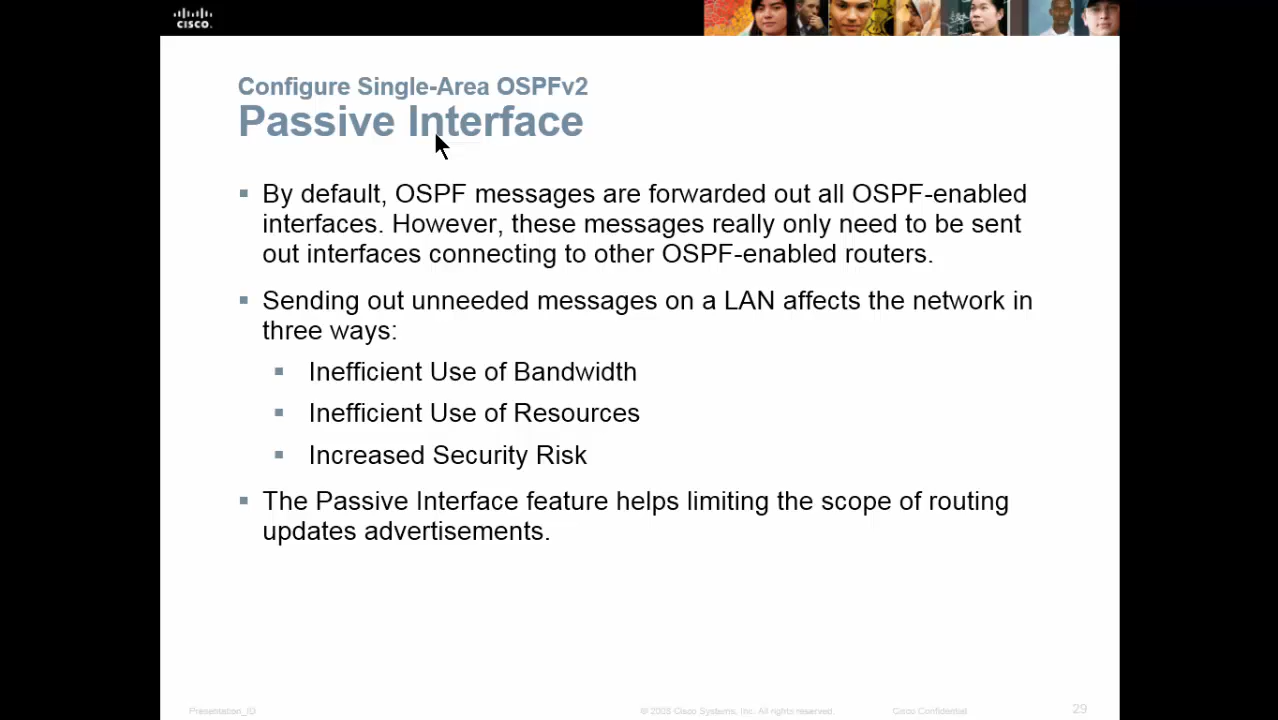 CISCO
Configure Single-Area OSPFv2
Passive Interface
▪ By default, OSPF messages are forwarded out all OSPF-enabled
interfaces. However, these messages really only need to be sent
out interfaces connecting to other OSPF-enabled routers.
▪ Sending out unneeded messages on a LAN affects the network in
three ways:
▪ Inefficient Use of Bandwidth
▪ Inefficient Use of Resources
▪ Increased Security Risk
▪ The Passive Interface feature helps limiting the scope of routing
updates advertisements.
Presentation_ID © 2008 Cisco Systems, Inc. All rights reserved. Cisco Confidential 29